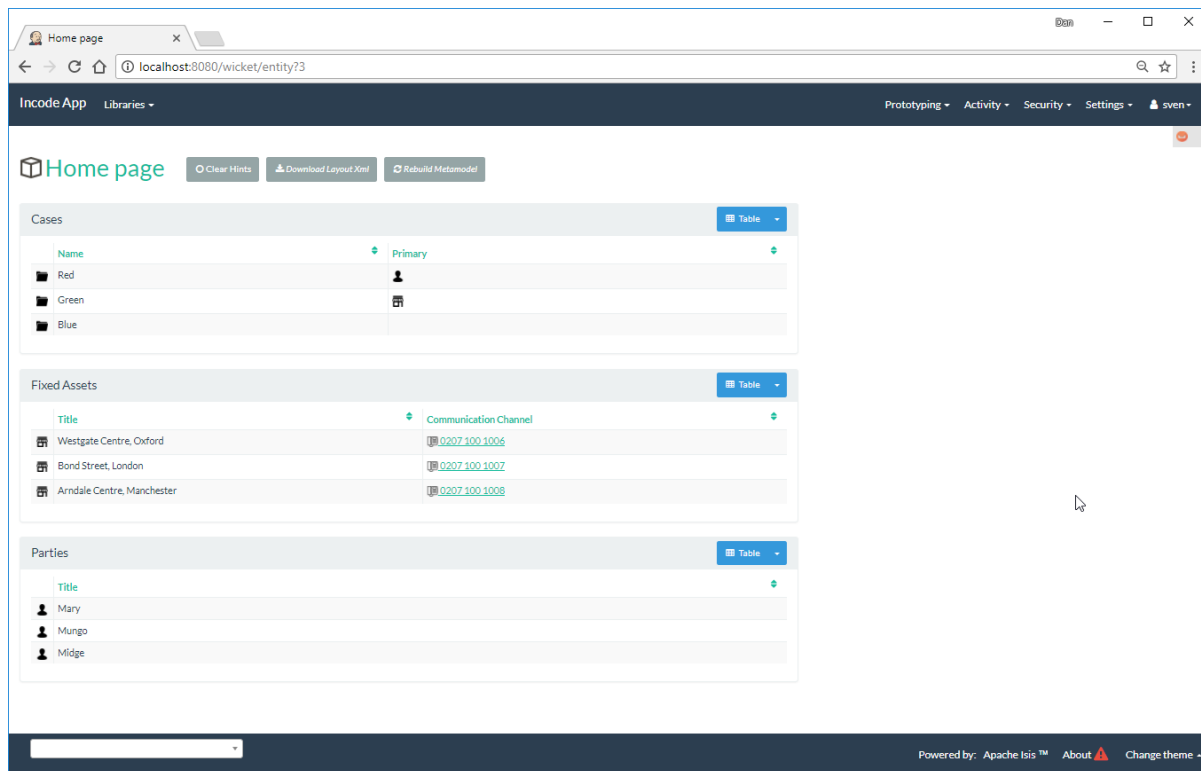 Dan
Home page
localhost:8080/wicket/entity?3
Incode App Libraries Prototyping Activity Security Settings sven
Home page Clear Hints Download Layout Xml Rebuild Metamodel
Cases Table
Name Primary
Red
Green
Blue
Fixed Assets Table
Title Communication Channel
Westgate Centre, Oxford 0207 100 1006
Bond Street, London 0207 100 1007
Arndale Centre, Manchester 0207 100 1008
Parties Table
Title
Mary
Mungo
Midge
Powered by: Apache Isis ™ About Change theme